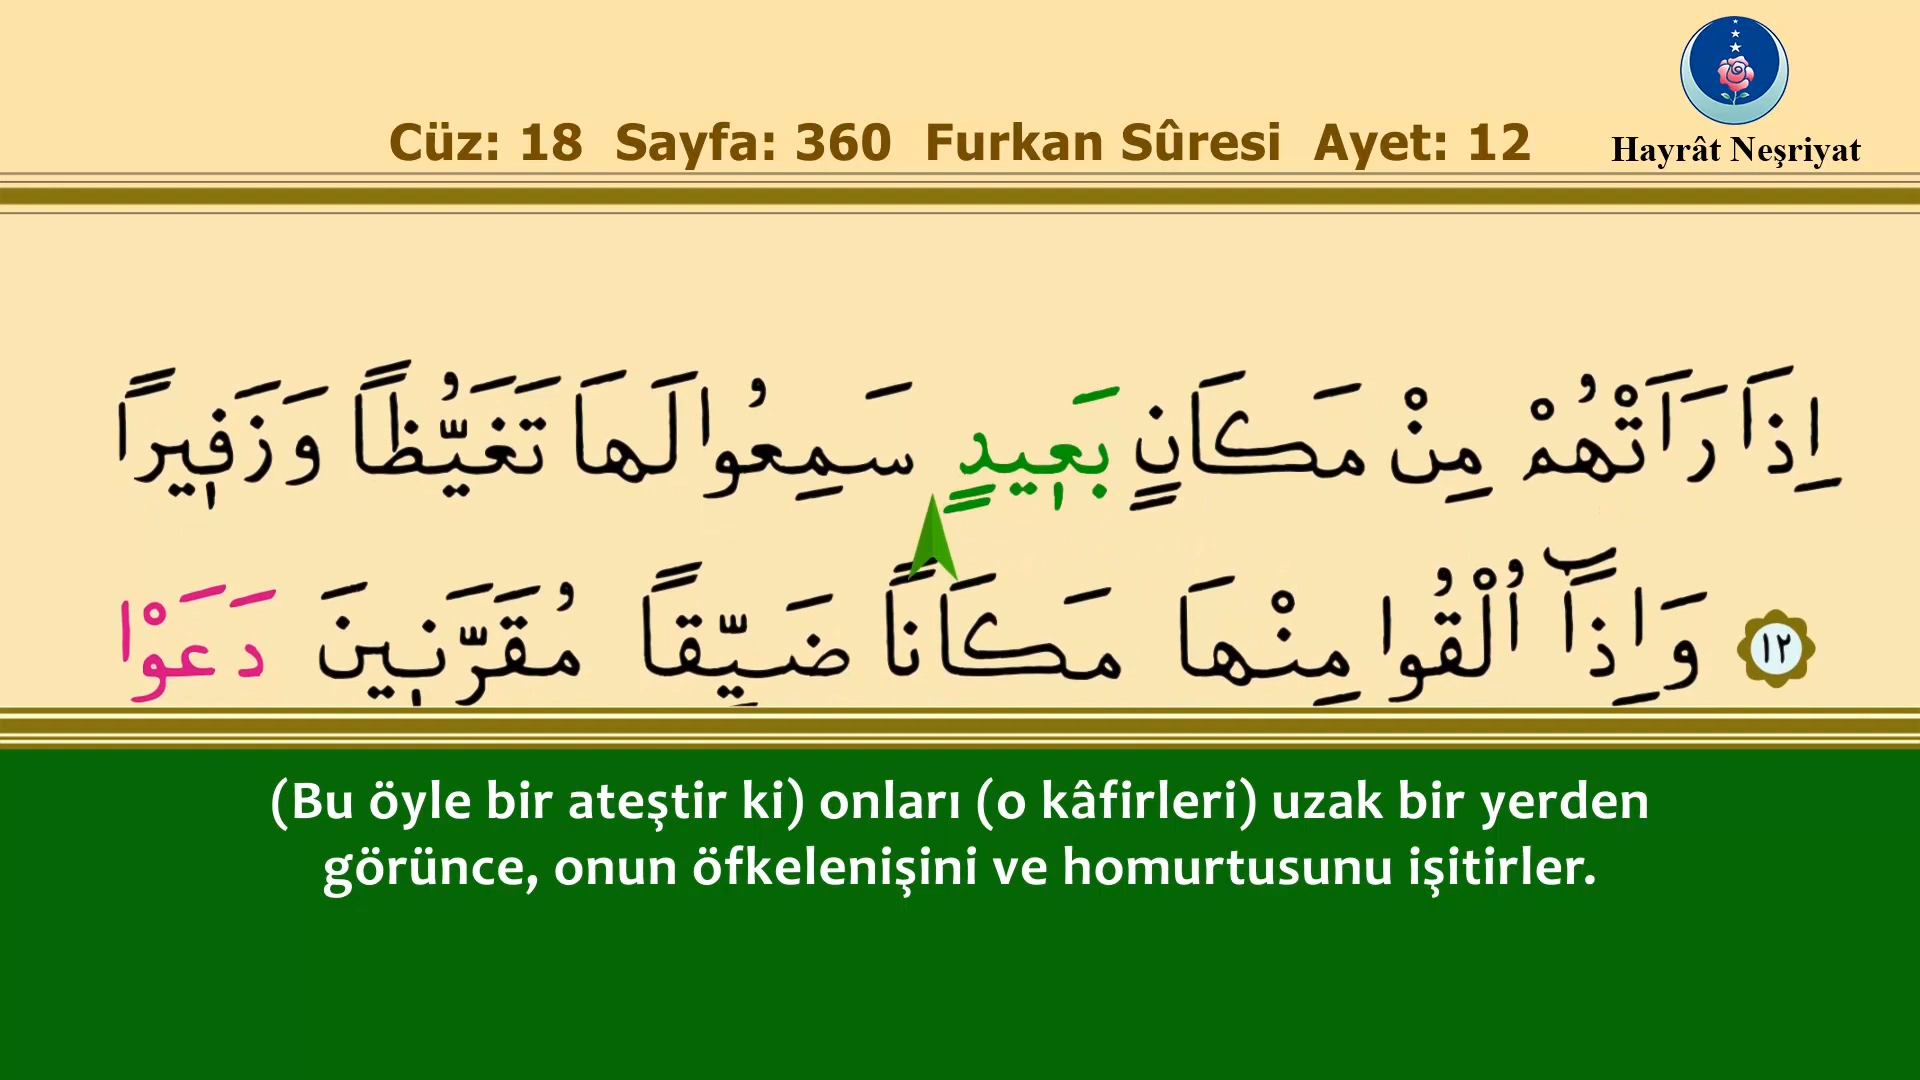 Cüz: 18 Sayfa: 360 Furkan Sûresi Ayet: 12
Hayrât Neşriyat
اِذَا رَاَتْهُمْ مِنْ مَكَانٍ بَعٖيدٍ سَمِعُوا لَهَا تَغَيُّظًا وَزَفٖيرًا
١٢ وَاِذَٓا اُلْقُوا مِنْهَا مَكَانًا ضَيِّقًا مُقَرَّنٖينَ دَعَوْا
(Bu öyle bir ateştir ki) onları (o kâfirleri) uzak bir yerden
görünce, onun öfkelenişini ve homurtusunu işitirler.